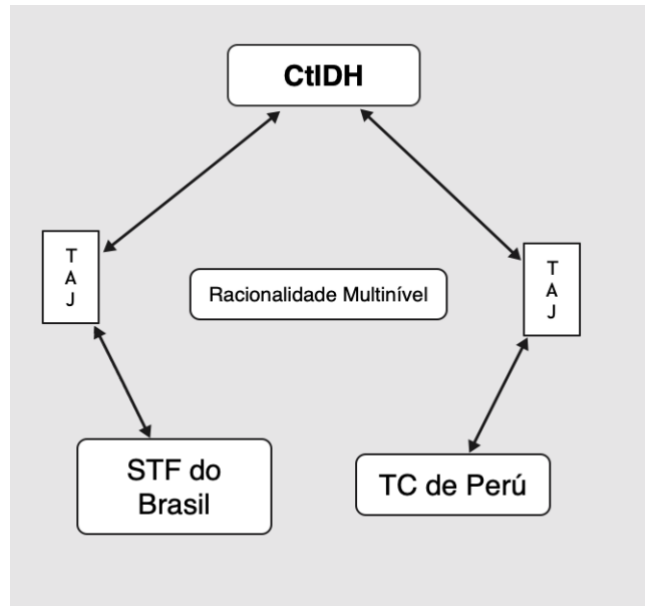 CtIDH
T
A
J
T
A
J
Racionalidade Multinível
STF do
Brasil
TC de Perú